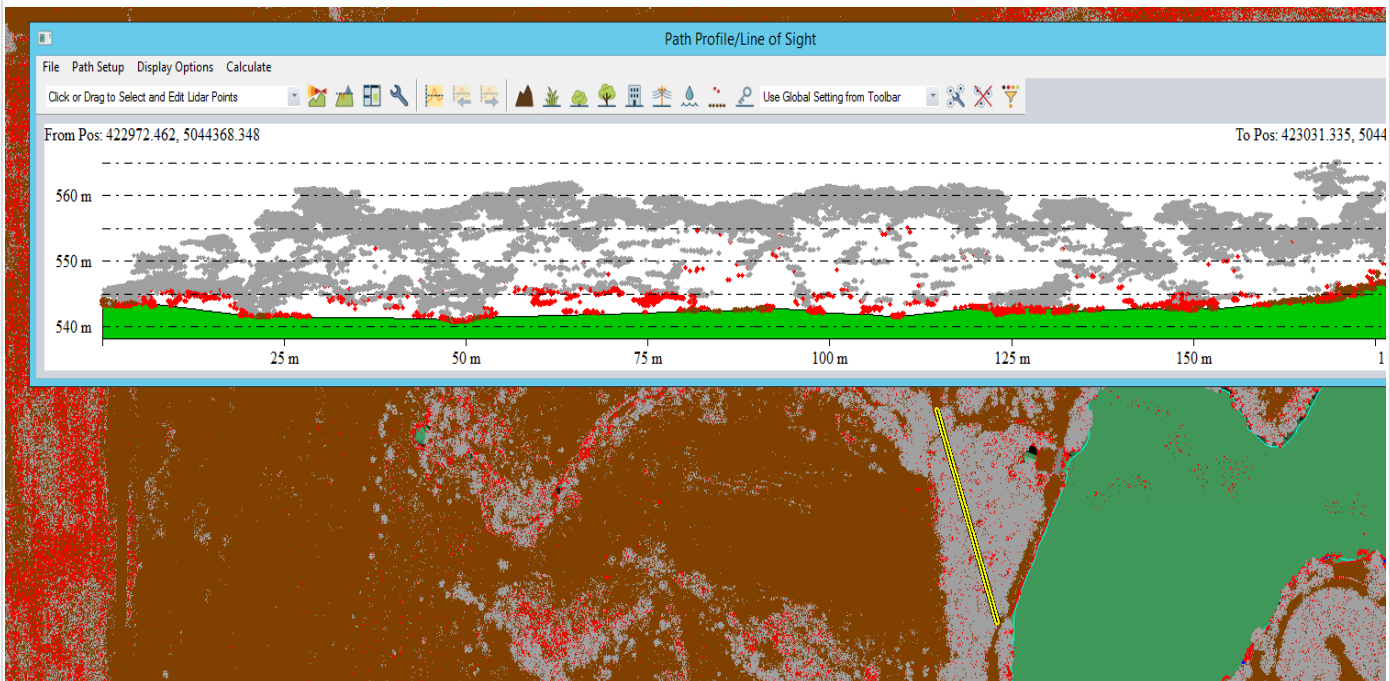 Path Profile/Line of Sight
File Path Setup Display Options Calculate
Click or Drag to Select and Edit Lidar Points Use Global Setting from Toolbar
From Pos: 422972.462, 5044368.348 To Pos: 423031.335, 5044
560 m
550 m
540 m
25 m 50 m 75 m 100 m 125 m 150 m 1